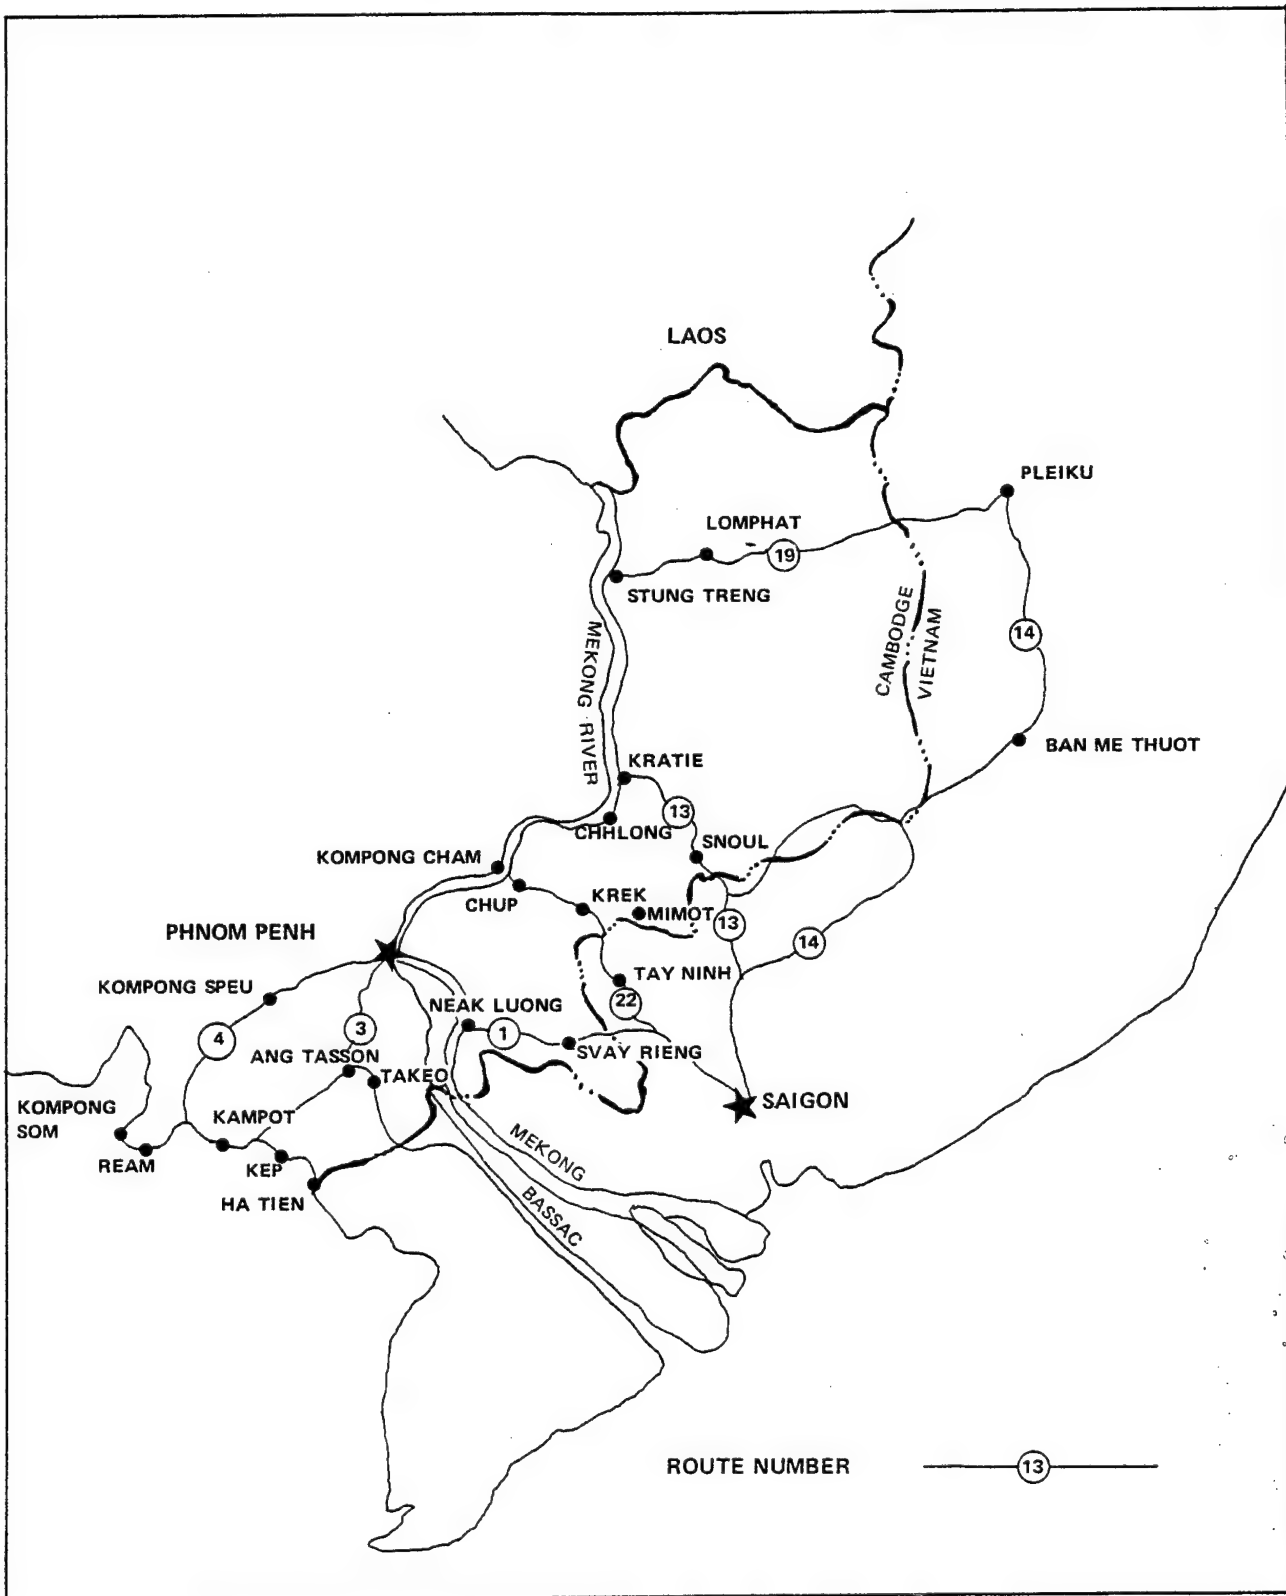 LAOS
PLEIKU
LOMPHAT
19
STUNG TRENG
14
CAMBODGE
VIETNAM
MEKONG RIVER
BAN ME THUOT
KRATIE
13
CHHLONG
SNOUL
KOMPONG CHAM
CHUP
KREK
MIMOT
13
PHNOM PENH
14
TAY NINH
KOMPONG SPEU
22
NEAK LUONG
4
3
1
ANG TASSON
SVAY RIENG
TAKEO
SAIGON
KOMPONG
SOM
KAMPOT
MEKONG
REAM
KEP
HA TIEN
BASSAC
ROUTE NUMBER
13